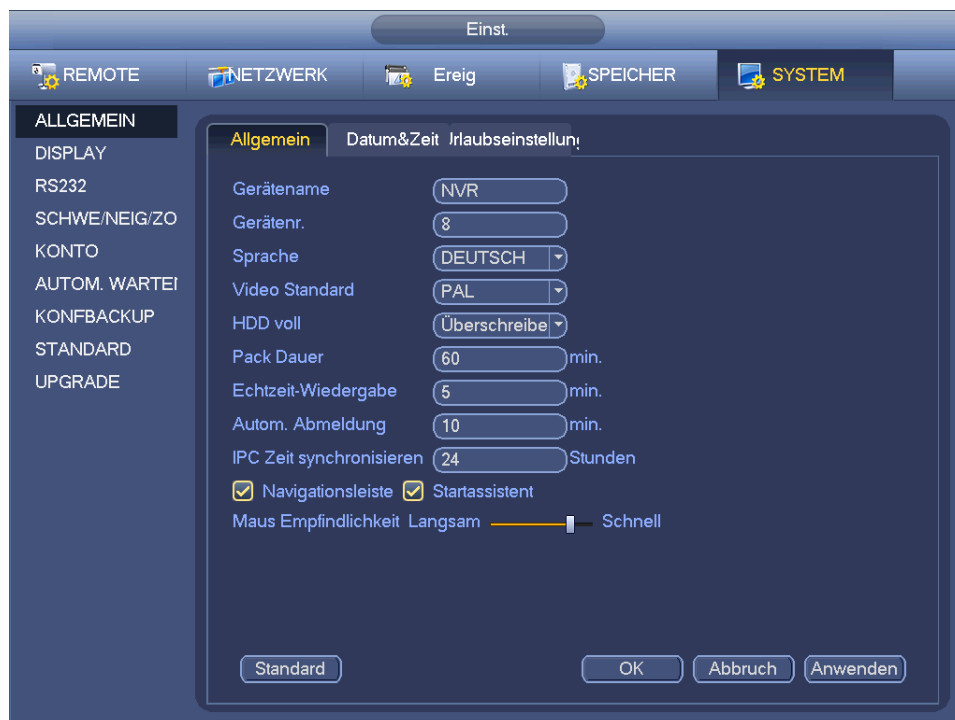 Einst.
REMOTE NETZWERK Ereig SPEICHER SYSTEM
ALLGEMEIN
DISPLAY
RS232
SCHWE/NEIG/ZO
KONTO
AUTOM. WARTEI
KONFBACKUP
STANDARD
UPGRADE
Allgemein Datum&Zeit Jrlaubseinstellung
Gerätename NVR
Gerätenr. 8
Sprache DEUTSCH
Video Standard PAL
HDD voll Überschreibe
Pack Dauer 60 min.
Echtzeit-Wiedergabe 5 min.
Autom. Abmeldung 10 min.
IPC Zeit synchronisieren 24 Stunden
Navigationsleiste Startassistent
Maus Empfindlichkeit Langsam Schnell
Standard OK Abbruch Anwenden